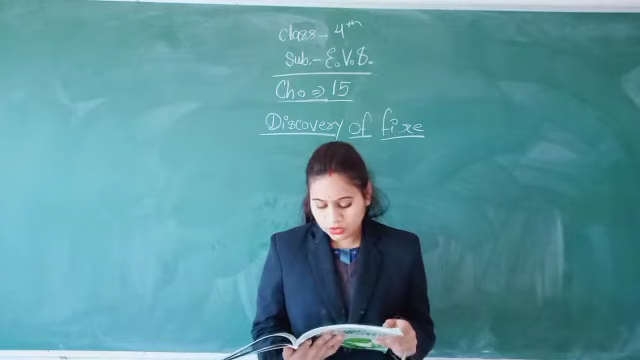 Class - 4th
Sub. - E.V.S.
Ch. ⇒ 15
Discovery of fire